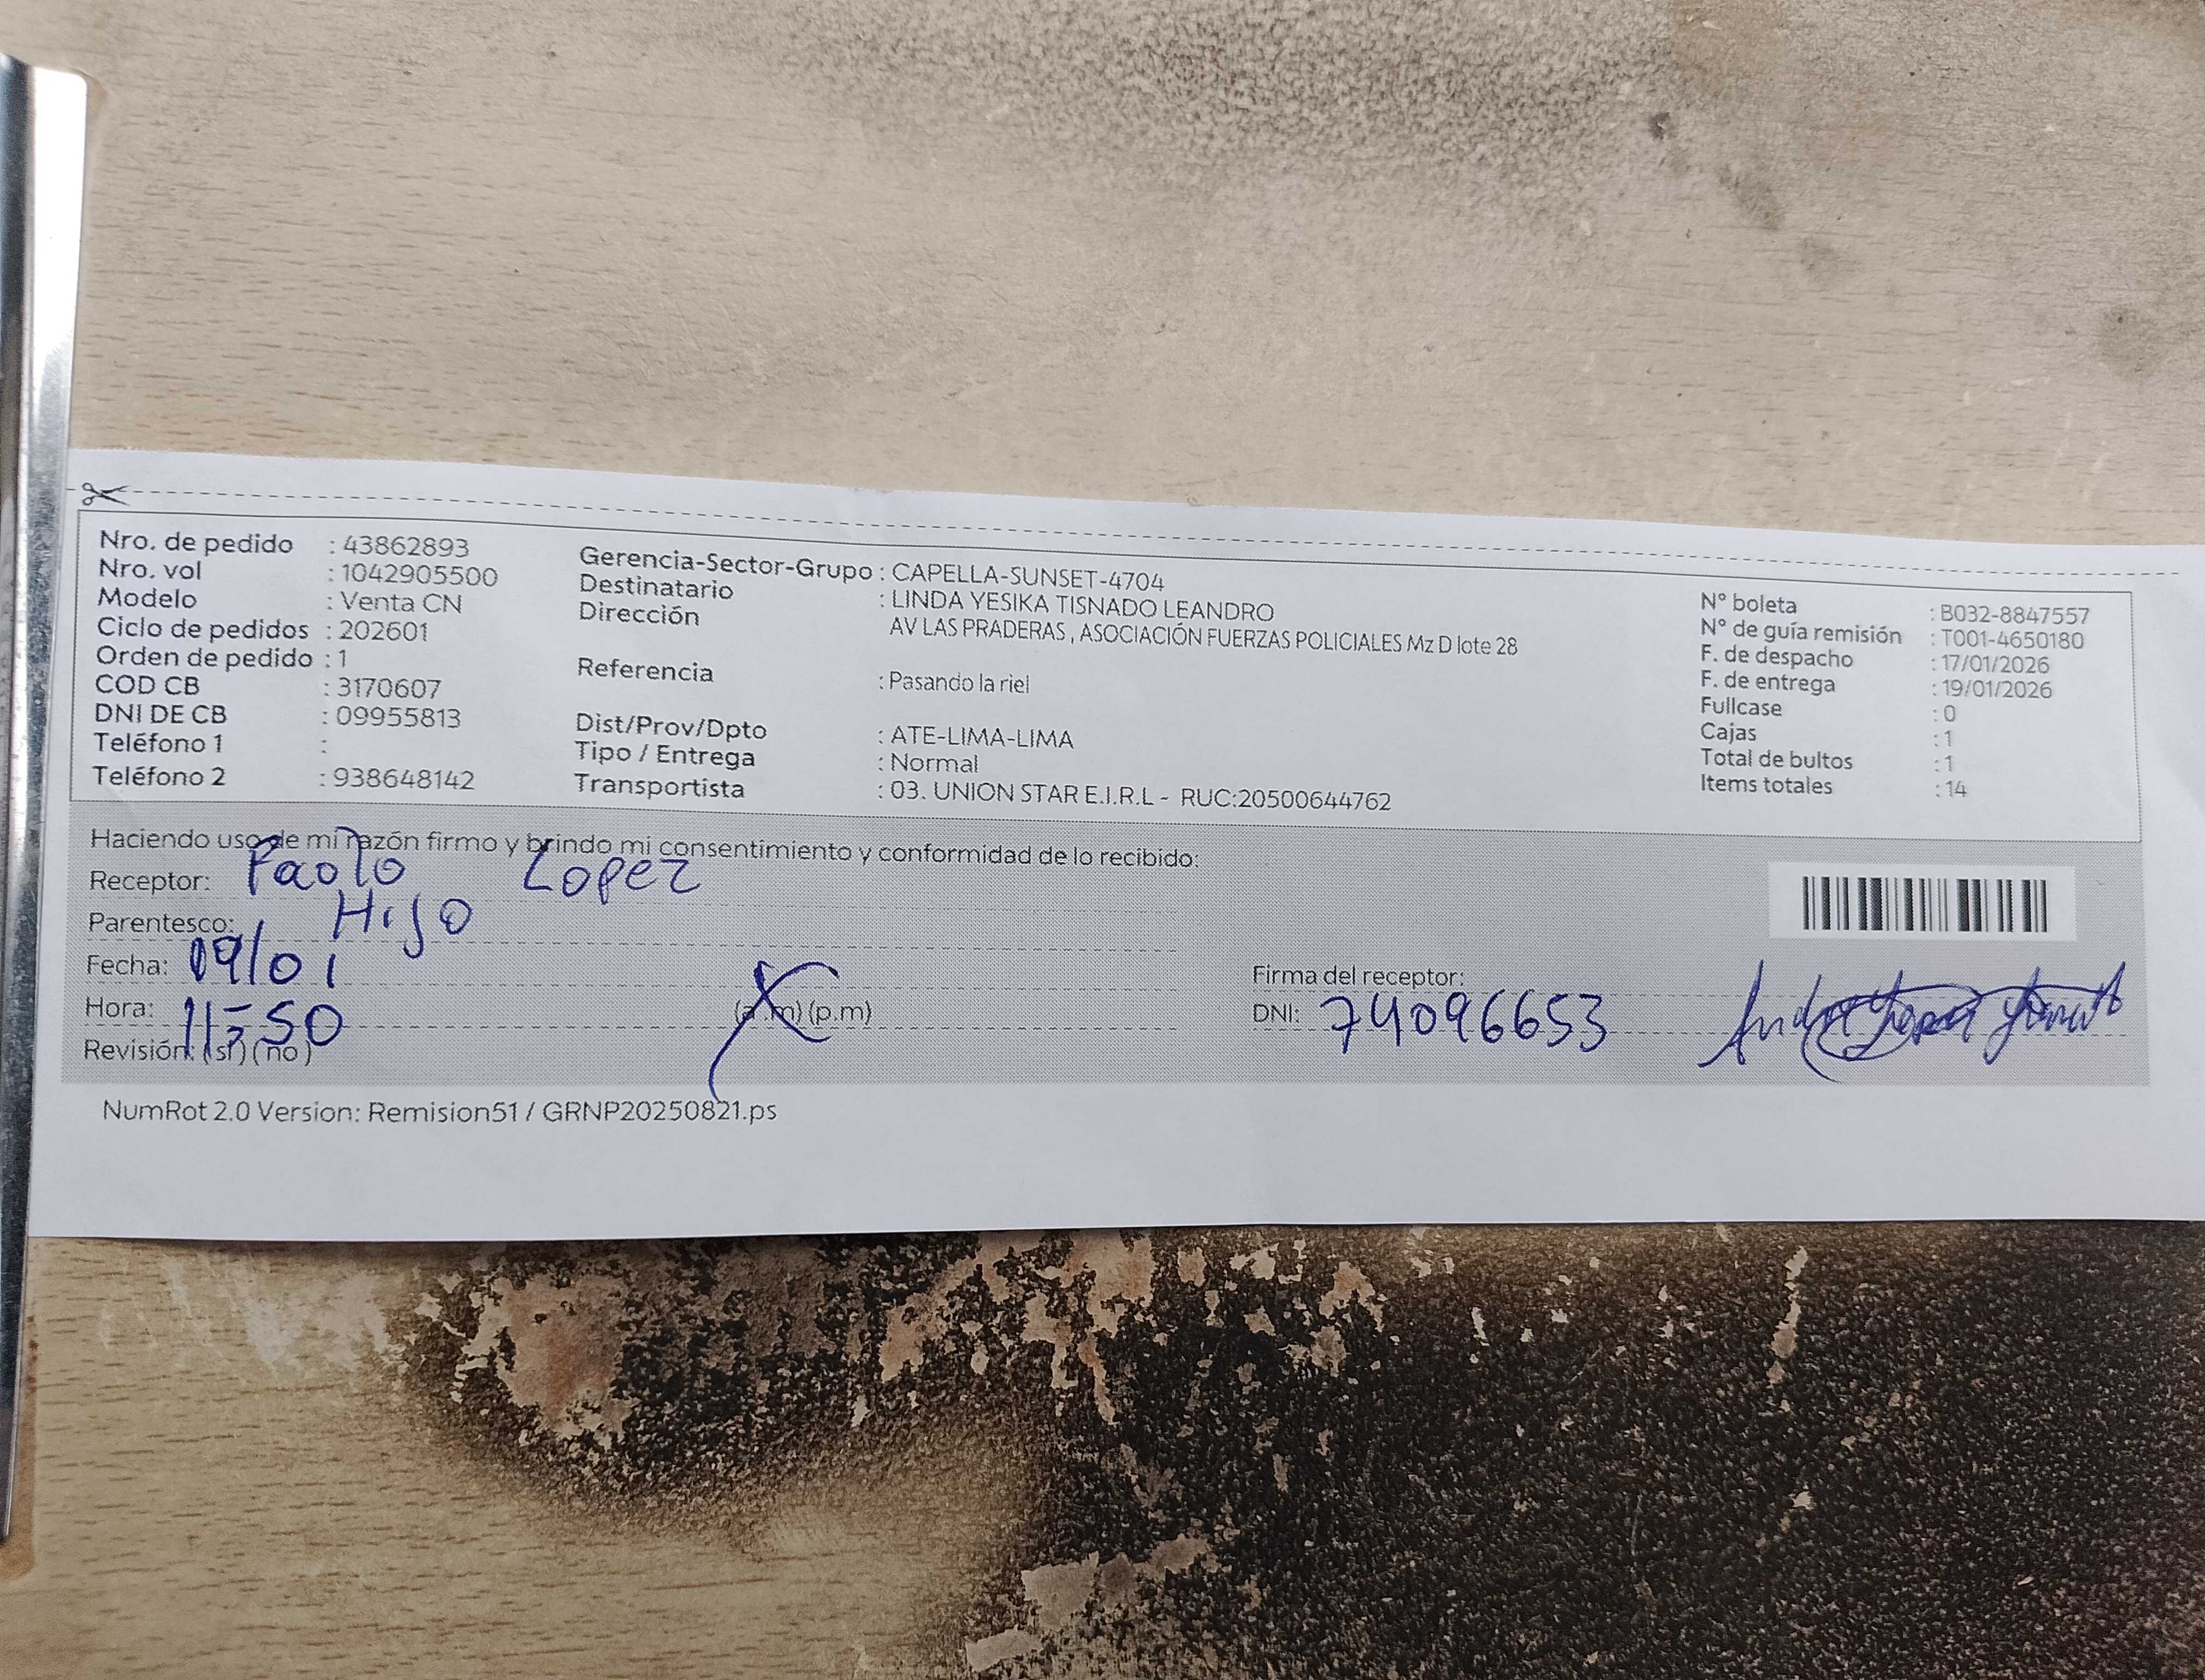 Nro. de pedido : 43862893
Nro. vol : 1042905500
Modelo : Venta CN
Ciclo de pedidos : 202601
Orden de pedido : 1
COD CB : 3170607
DNI DE CB : 09955813
Teléfono 1 :
Teléfono 2 : 938648142
Gerencia-Sector-Grupo : CAPELLA-SUNSET-4704
Destinatario : LINDA YESIKA TISNADO LEANDRO
Dirección AV LAS PRADERAS , ASOCIACIÓN FUERZAS POLICIALES Mz D lote 28
Referencia : Pasando la riel
Dist/Prov/Dpto : ATE-LIMA-LIMA
Tipo / Entrega : Normal
Transportista : 03. UNION STAR E.I.R.L - RUC:20500644762
N° boleta : B032-8847557
N° de guía remisión : T001-4650180
F. de despacho : 17/01/2026
F. de entrega : 19/01/2026
Fullcase : 0
Cajas : 1
Total de bultos : 1
Items totales : 14
Haciendo uso de mi razón firmo y brindo mi consentimiento y conformidad de lo recibido:
Receptor: Paolo Lopez
Parentesco: Hijo
Fecha: 19/01
Hora: 11:50 (a.m) (p.m)
Revisión: (si) (no)
Firma del receptor:
DNI: 74096653
NumRot 2.0 Version: Remision51 / GRNP20250821.ps